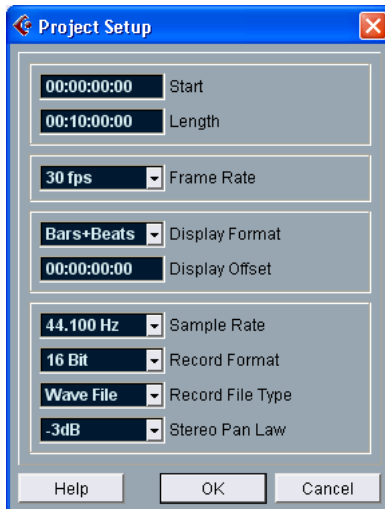 Project Setup
00:00:00:00 Start
00:10:00:00 Length
30 fps Frame Rate
Bars+Beats Display Format
00:00:00:00 Display Offset
44.100 Hz Sample Rate
16 Bit Record Format
Wave File Record File Type
-3dB Stereo Pan Law
Help OK Cancel